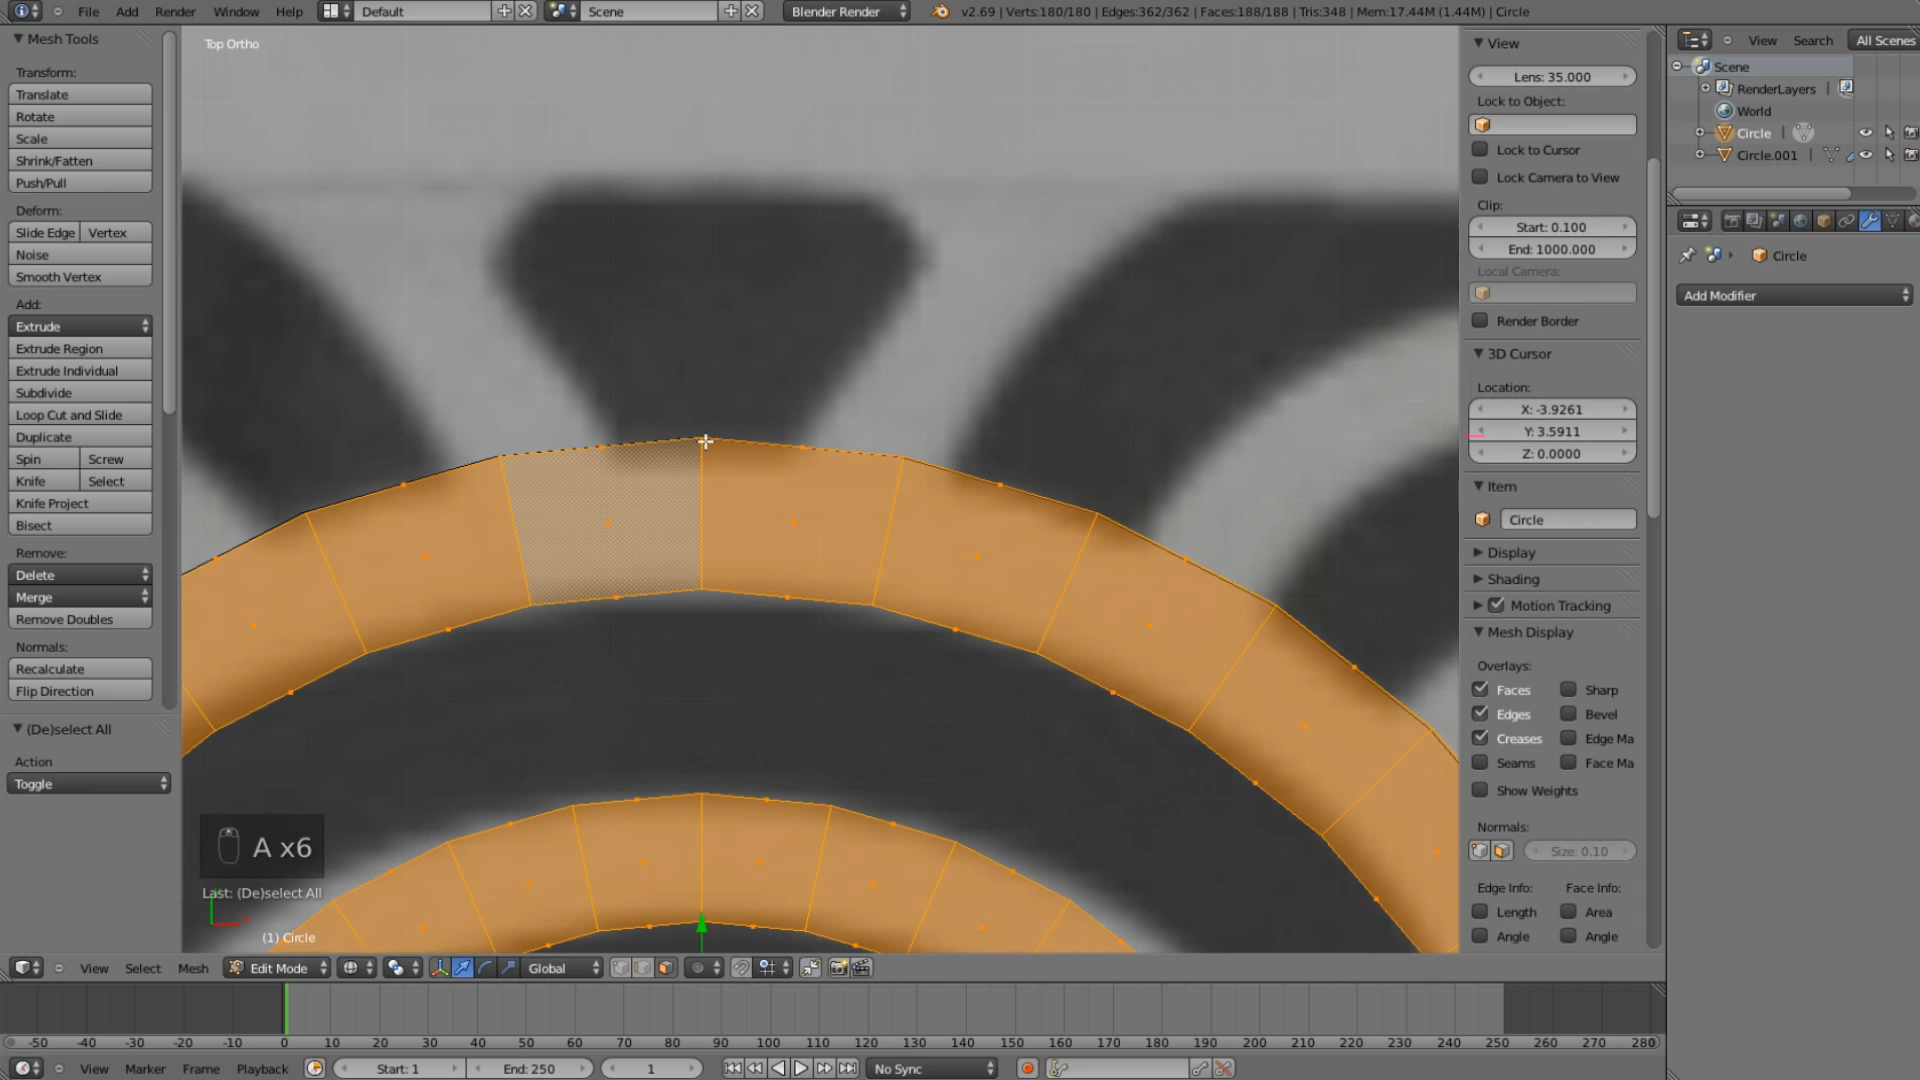 File Add Render Window Help Default Scene Blender Render v2.69 | Verts:180/180 | Edges:362/362 | Faces:188/188 | Tris:348 | Mem:17.44M (1.44M) | Circle
Mesh Tools
Transform:
Translate
Rotate
Scale
Shrink/Fatten
Push/Pull
Deform:
Slide Edge Vertex
Noise
Smooth Vertex
Add:
Extrude
Extrude Region
Extrude Individual
Subdivide
Loop Cut and Slide
Duplicate
Spin Screw
Knife Select
Knife Project
Bisect
Remove:
Delete
Merge
Remove Doubles
Normals:
Recalculate
Flip Direction
(De)select All
Action
Toggle
Top Ortho
A x6
Last: (De)select All
(1) Circle
View
Lens: 35.000
Lock to Object:
Lock to Cursor
Lock Camera to View
Clip:
Start: 0.100
End: 1000.000
Local Camera:
Render Border
3D Cursor
Location:
X: -3.9261
Y: 3.5911
Z: 0.0000
Item
Circle
Display
Shading
Motion Tracking
Mesh Display
Overlays:
Faces Sharp
Edges Bevel
Creases Edge Ma
Seams Face Ma
Show Weights
Normals:
Size: 0.10
Edge Info: Face Info:
Length Area
Angle Angle
View Search All Scenes
Scene
RenderLayers
World
Circle
Circle.001
Circle
Add Modifier
View Select Mesh Edit Mode Global
-50 -40 -30 -20 -10 0 10 20 30 40 50 60 70 80 90 100 110 120 130 140 150 160 170 180 190 200 210 220 230 240 250 260 270 280
View Marker Frame Playback Start: 1 End: 250 1 No Sync